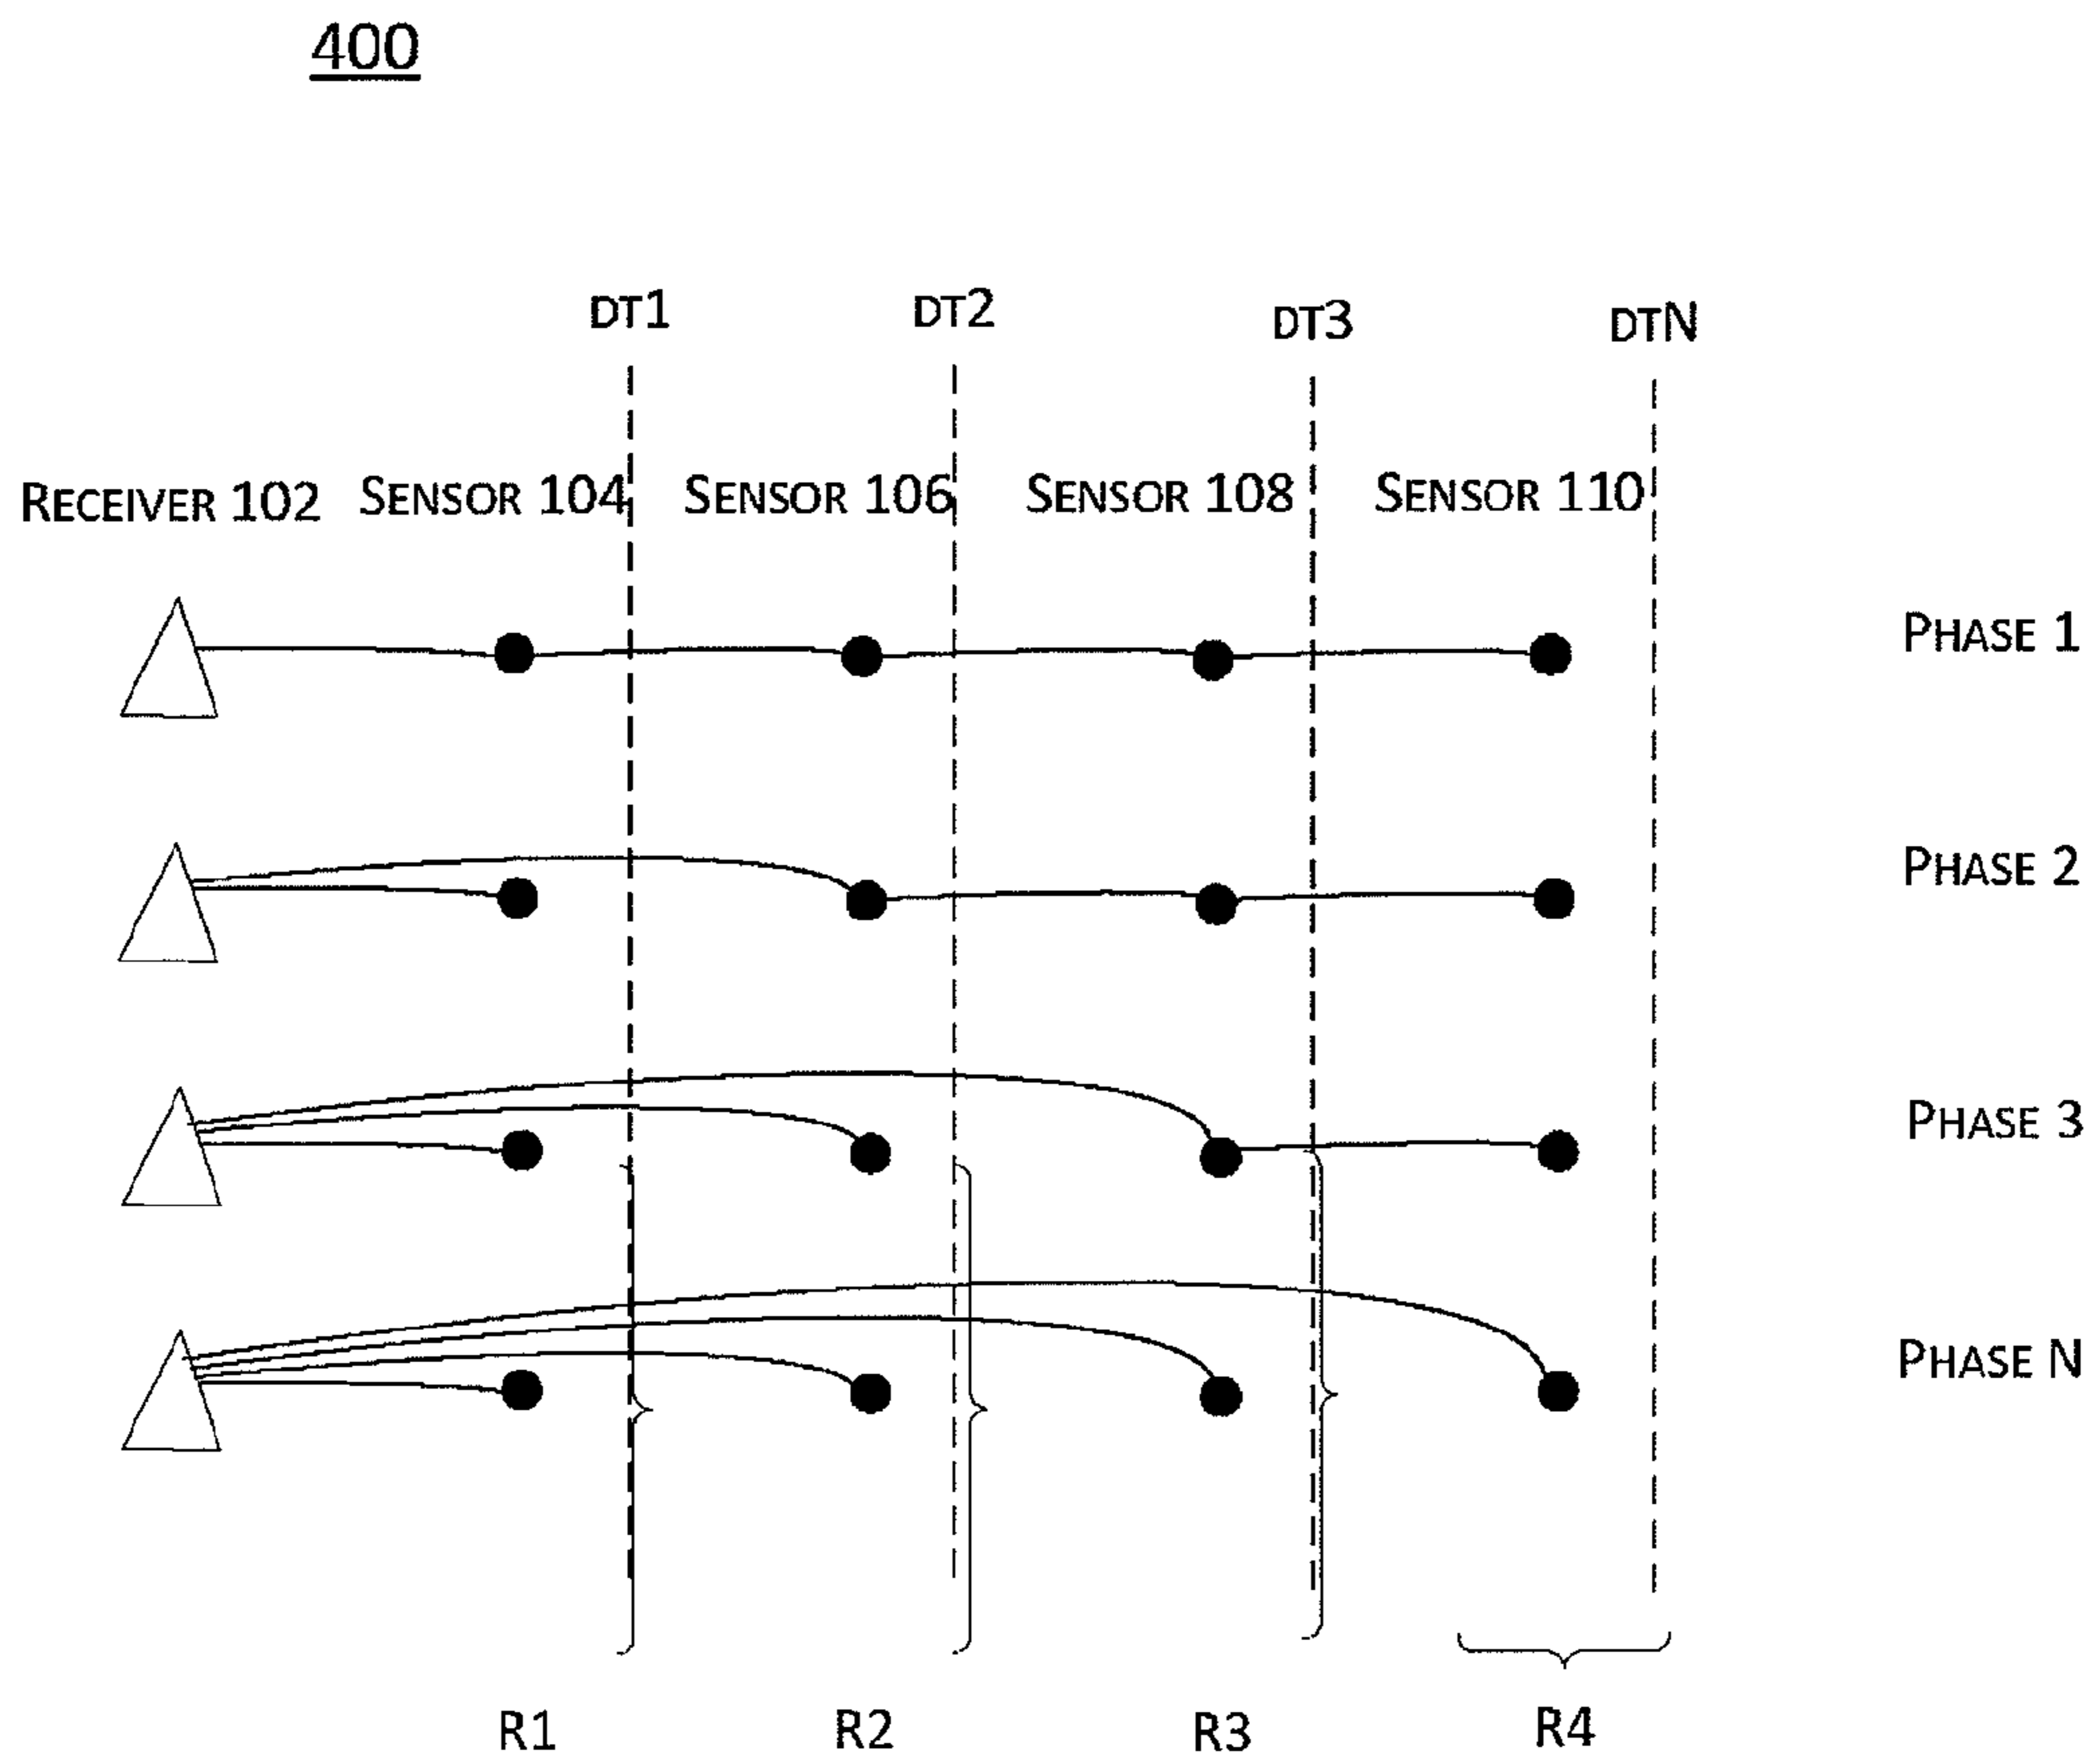 400
DT1 DT2 DT3 DTN
RECEIVER 102 SENSOR 104 SENSOR 106 SENSOR 108 SENSOR 110
PHASE 1
PHASE 2
PHASE 3
PHASE N
R1 R2 R3 R4